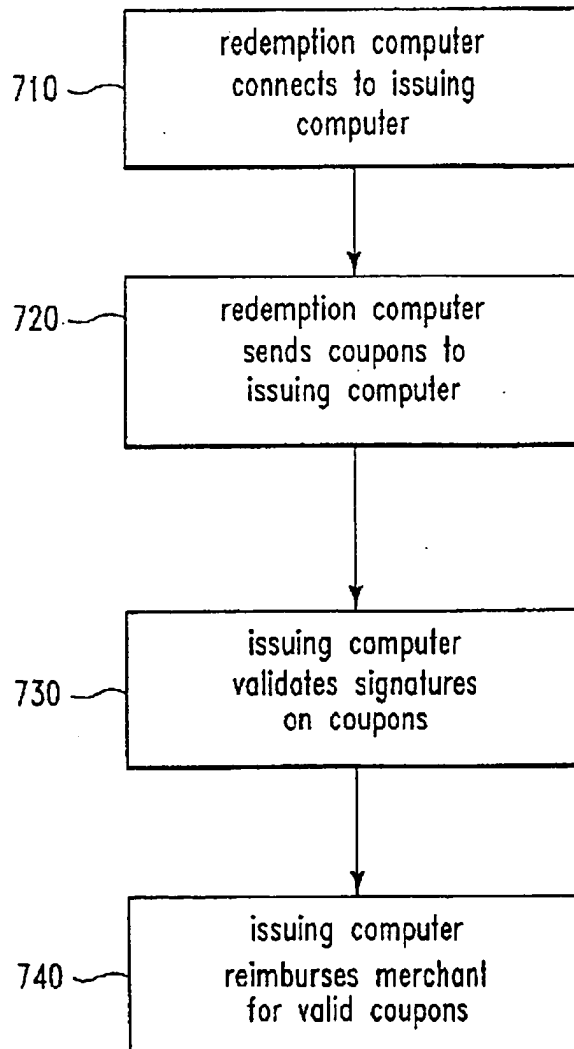 redemption computer
710
connects to issuing
computer
720
redemption computer
sends coupons to
issuing computer
issuing computer
730
validates signatures
on coupons
issuing computer
740
reimburses merchant
for valid coupons